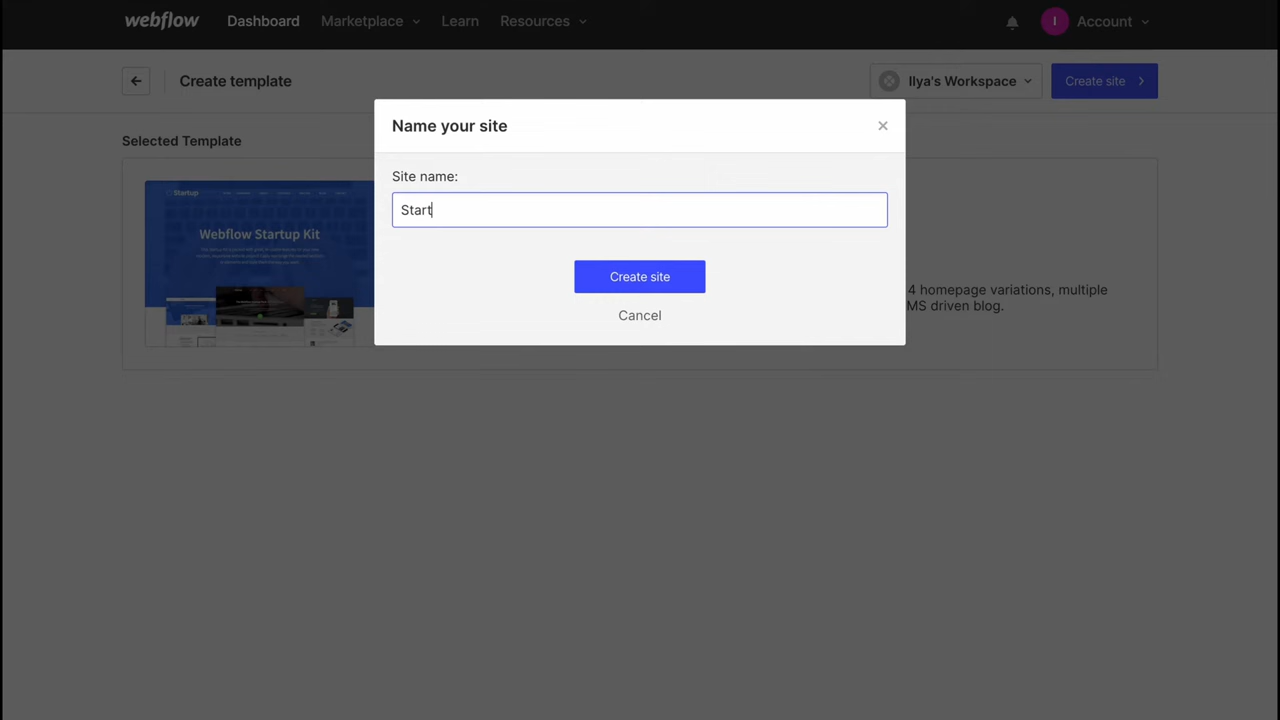 webflow Dashboard Marketplace Learn Resources I Account
Create template Ilya's Workspace Create site
Name your site
Selected Template
Site name:
Start
Startup
Webflow Startup Kit
4 homepage variations, multiple
MS driven blog.
Create site
Cancel